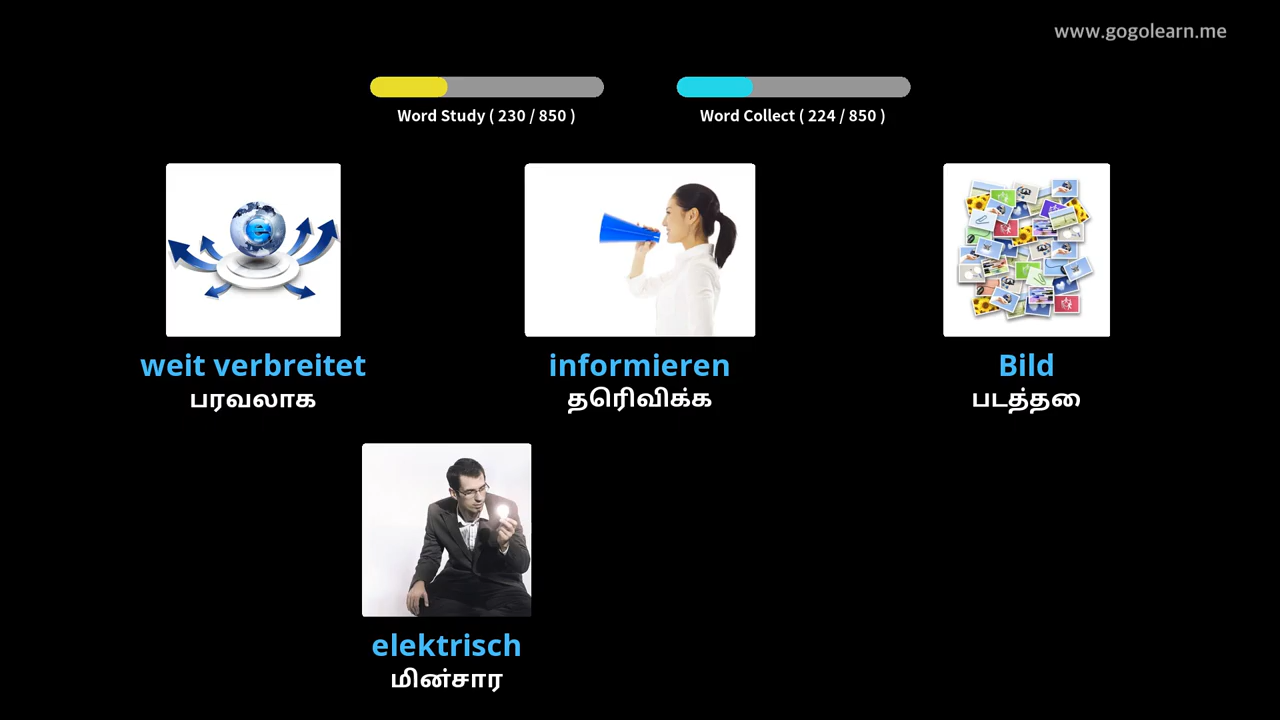 www.gogolearn.me
Word Study ( 230 / 850 )
Word Collect ( 224 / 850 )
weit verbreitet
பரவலாக
informieren
தெரிவிக்க
Bild
படத்தை
elektrisch
மின்சார